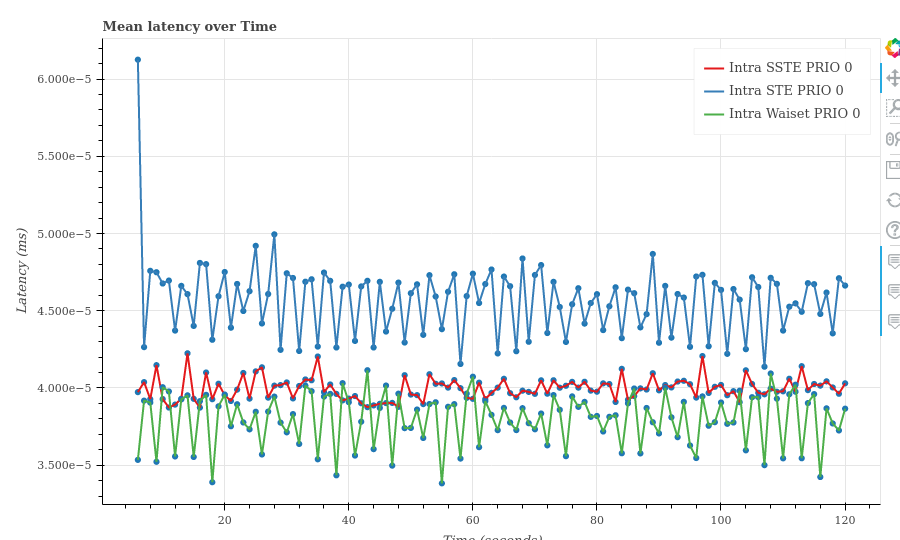 Mean latency over Time
Intra SSTE PRIO 0
Intra STE PRIO 0
Intra Waiset PRIO 0
6.000e−5
5.500e−5
5.000e−5
4.500e−5
4.000e−5
3.500e−5
Latency (ms)
20 40 60 80 100 120
Time (seconds)